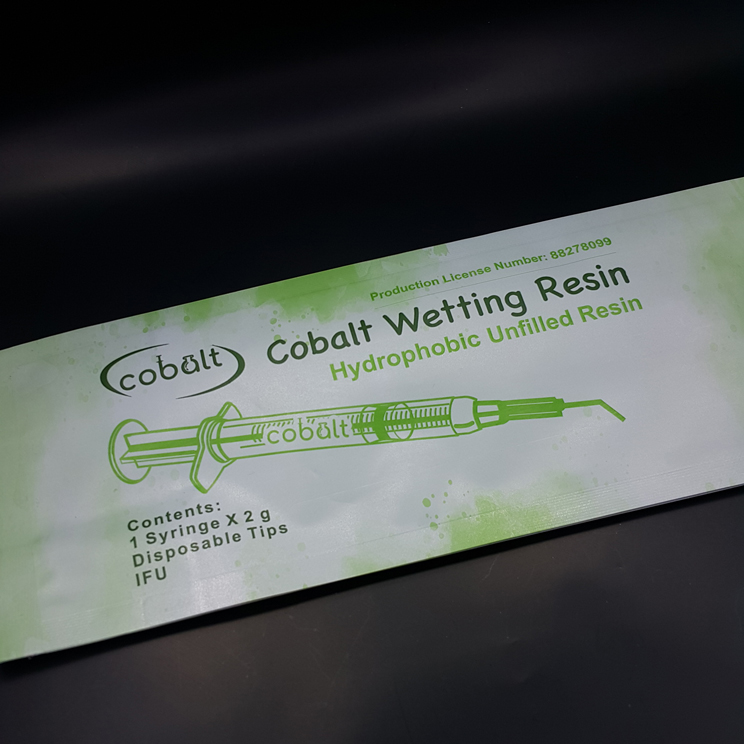 Production License Number: 88278099
cobalt
Cobalt Wetting Resin
Hydrophobic Unfilled Resin
cobalt
Contents:
1 Syringe X 2 g
Disposable Tips
IFU